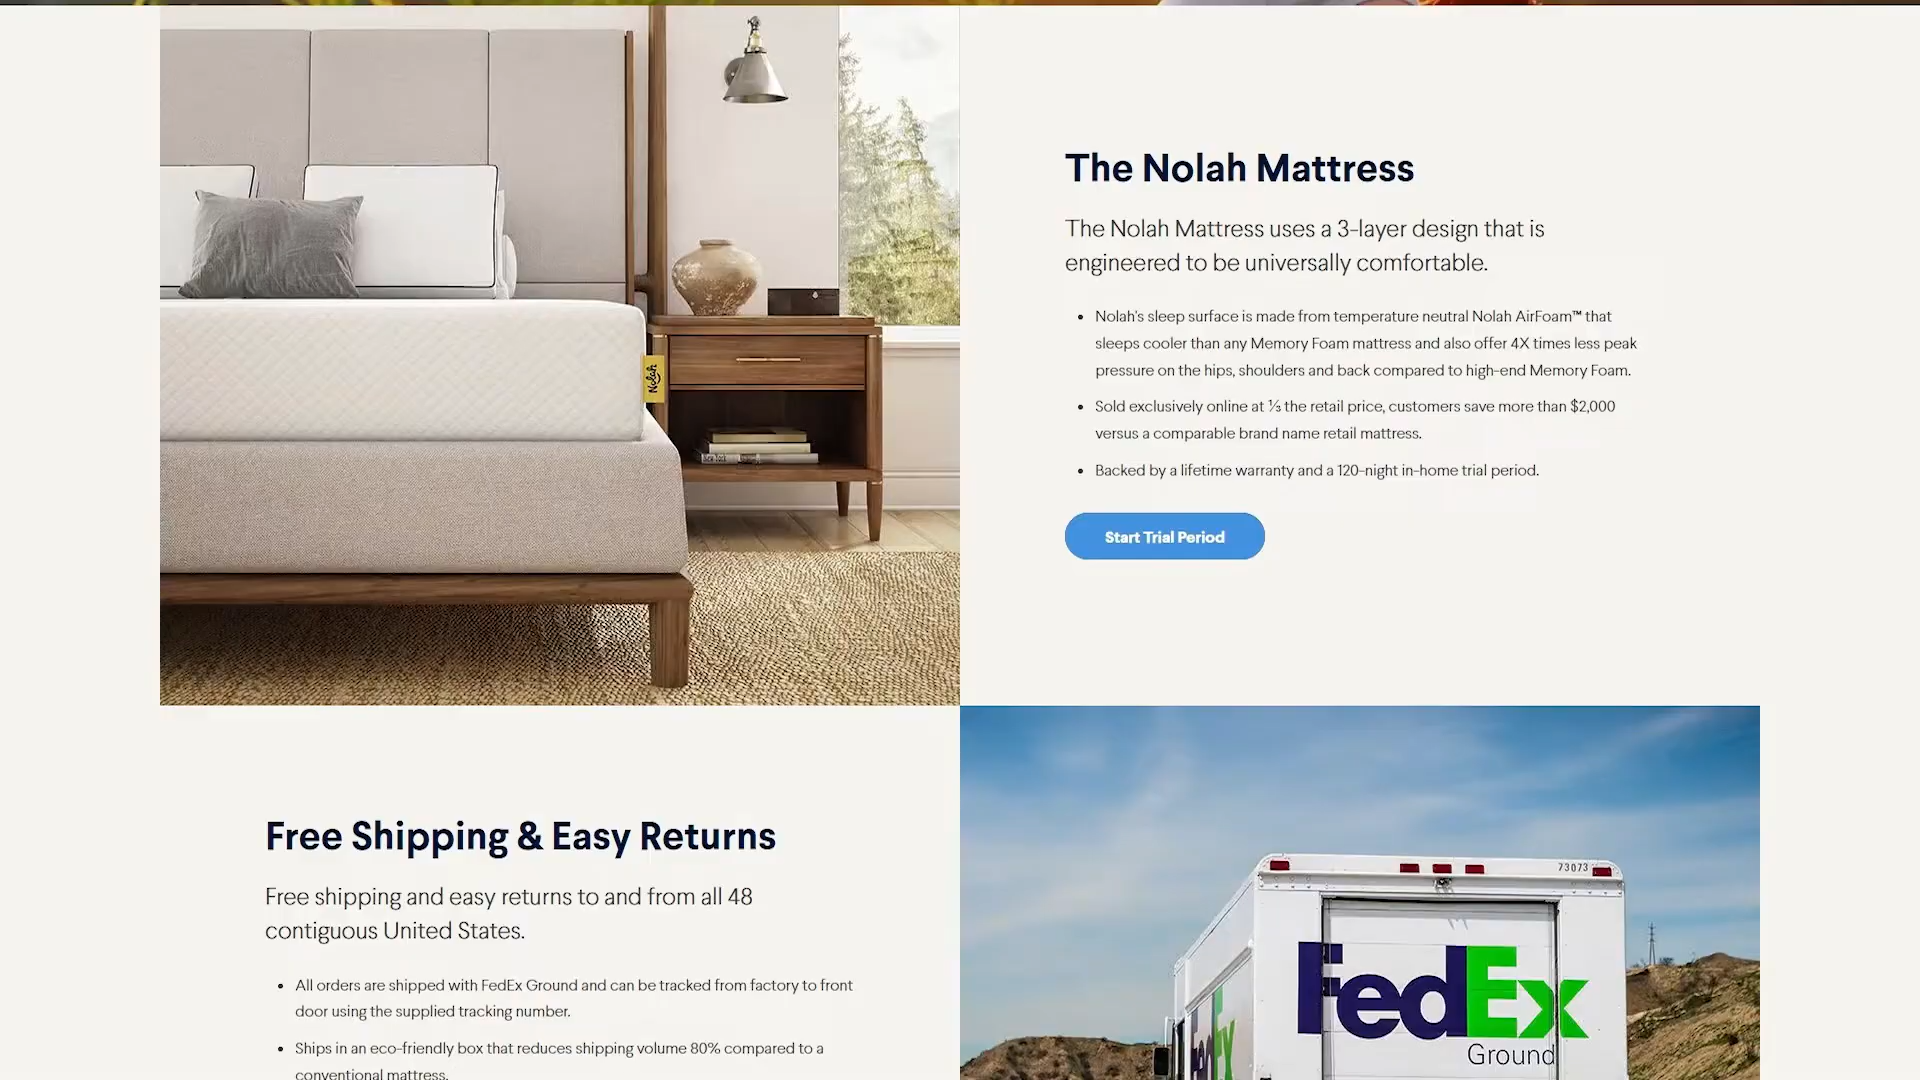 Nolah
New York
The Nolah Mattress
The Nolah Mattress uses a 3-layer design that is
engineered to be universally comfortable.
• Nolah's sleep surface is made from temperature neutral Nolah AirFoam™ that
sleeps cooler than any Memory Foam mattress and also offer 4X times less peak
pressure on the hips, shoulders and back compared to high-end Memory Foam.
• Sold exclusively online at ⅓ the retail price, customers save more than $2,000
versus a comparable brand name retail mattress.
• Backed by a lifetime warranty and a 120-night in-home trial period.
Start Trial Period
Free Shipping & Easy Returns
Free shipping and easy returns to and from all 48
contiguous United States.
• All orders are shipped with FedEx Ground and can be tracked from factory to front
door using the supplied tracking number.
• Ships in an eco-friendly box that reduces shipping volume 80% compared to a
conventional mattress.
73073
FedEx
Ground
FedEx